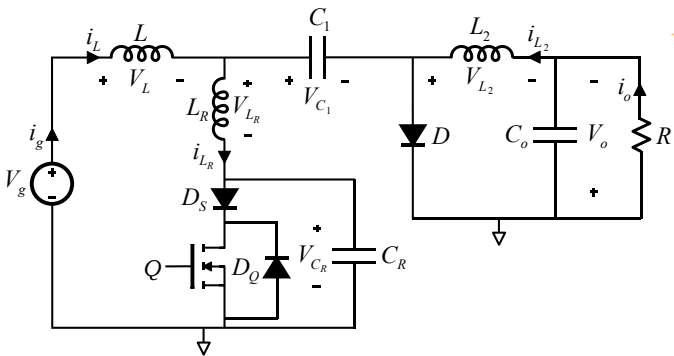 i_L L C_1 L_2 i_{L_2}
+ V_L - + V_{C_1} - + V_{L_2} - -
L_R + V_{L_R} - i_o
i_g i_{L_R} D C_o V_o R
V_g + - D_S +
Q D_Q + V_{C_R} - C_R